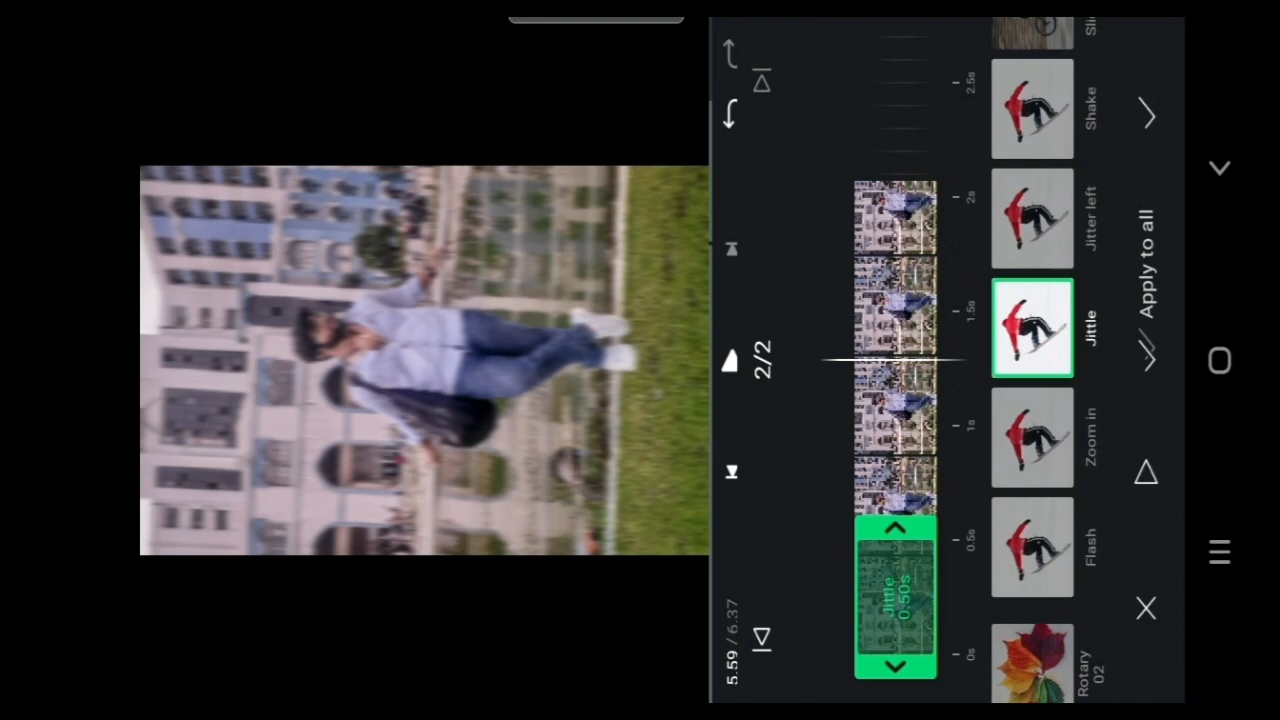 5.59 / 6.37
2/2
Jittle
0.50s
0s 0.5s 1s 1.5s 2s 2.5s
Rotary 02 Flash Zoom in Jittle Jitter left Shake
Apply to all